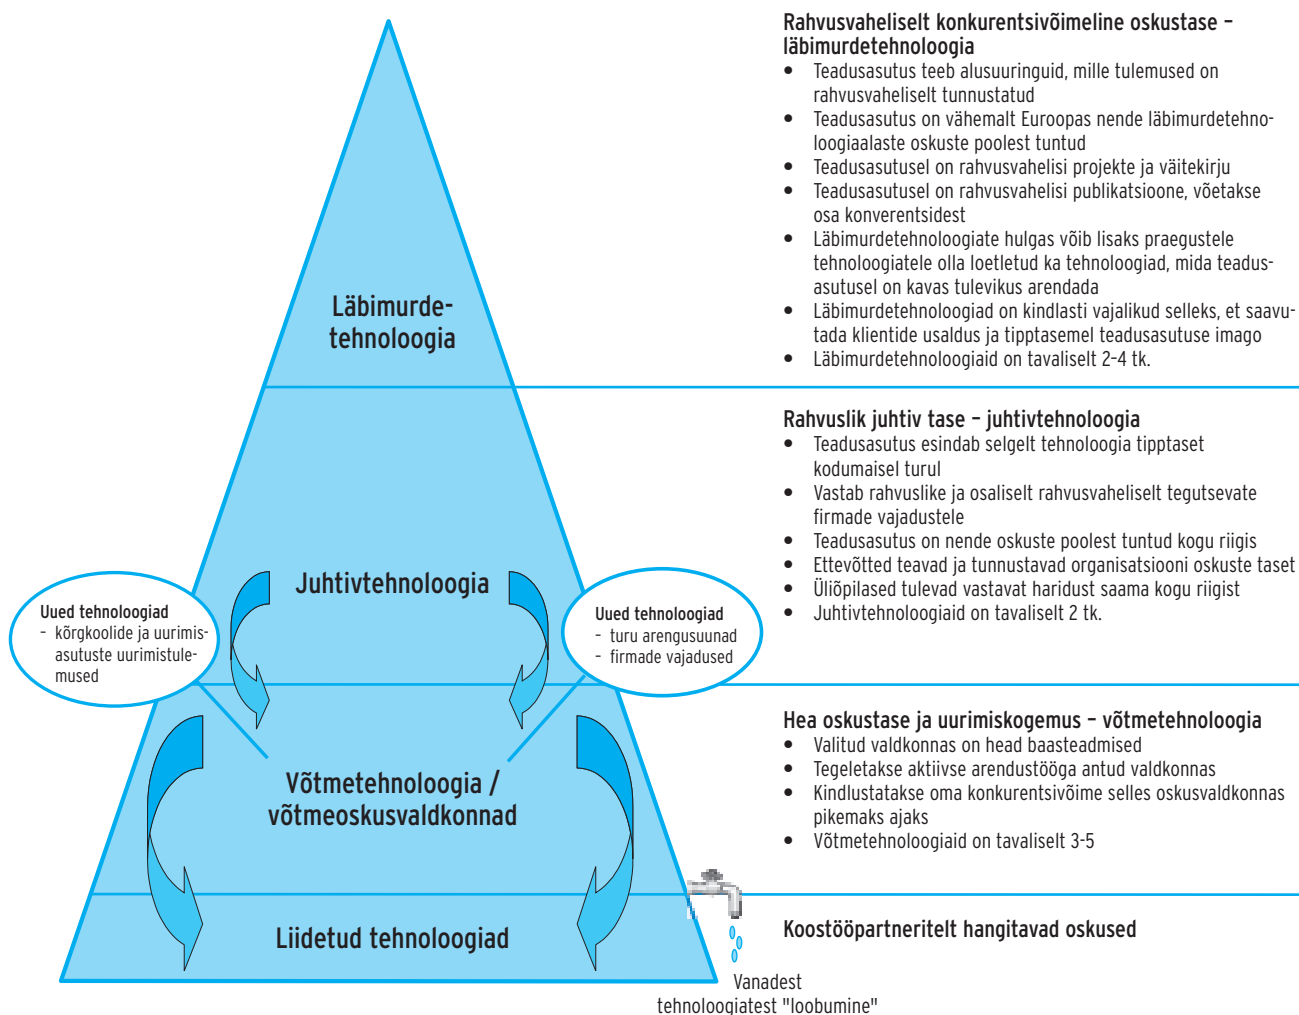 Rahvusvaheliselt konkurentsivõimeline oskustase –
läbimurdetehnoloogia
• Teadusasutus teeb alusuuringuid, mille tulemused on
rahvusvaheliselt tunnustatud
• Teadusasutus on vähemalt Euroopas nende läbimurdetehno-
loogiaalaste oskuste poolest tuntud
• Teadusasutusel on rahvusvahelisi projekte ja väitekirju
• Teadusasutusel on rahvusvahelisi publikatsioone, võetakse
osa konverentsidest
• Läbimurdetehnoloogiate hulgas võib lisaks praegustele
tehnoloogiatele olla loetletud ka tehnoloogiad, mida teadus-
asutusel on kavas tulevikus arendada
• Läbimurdetehnoloogiad on kindlasti vajalikud selleks, et saavu-
tada klientide usaldus ja tipptasemel teadusasutuse imago
• Läbimurdetehnoloogiaid on tavaliselt 2-4 tk.
Läbimurde-
tehnoloogia
Rahvuslik juhtiv tase – juhtivtehnoloogia
• Teadusasutus esindab selgelt tehnoloogia tipptaset
kodumaisel turul
• Vastab rahvuslike ja osaliselt rahvusvaheliselt tegutsevate
firmade vajadustele
• Teadusasutus on nende oskuste poolest tuntud kogu riigis
• Ettevõtted teavad ja tunnustavad organisatsiooni oskuste taset
• Üliõpilased tulevad vastavat haridust saama kogu riigist
• Juhtivtehnoloogiaid on tavaliselt 2 tk.
Juhtivtehnoloogia
Uued tehnoloogiad
- kõrgkoolide ja uurimis-
asutuste uurimistule-
mused
Uued tehnoloogiad
- turu arengusuunad
- firmade vajadused
Hea oskustase ja uurimiskogemus – võtmetehnoloogia
• Valitud valdkonnas on head baasteadmised
• Tegeletakse aktiivse arendustööga antud valdkonnas
• Kindlustatakse oma konkurentsivõime selles oskusvaldkonnas
pikemaks ajaks
• Võtmetehnoloogiaid on tavaliselt 3-5
Võtmetehnoloogia /
võtmeoskusvaldkonnad
Liidetud tehnoloogiad
Koostööpartneritelt hangitavad oskused
Vanadest
tehnoloogiatest "loobumine"